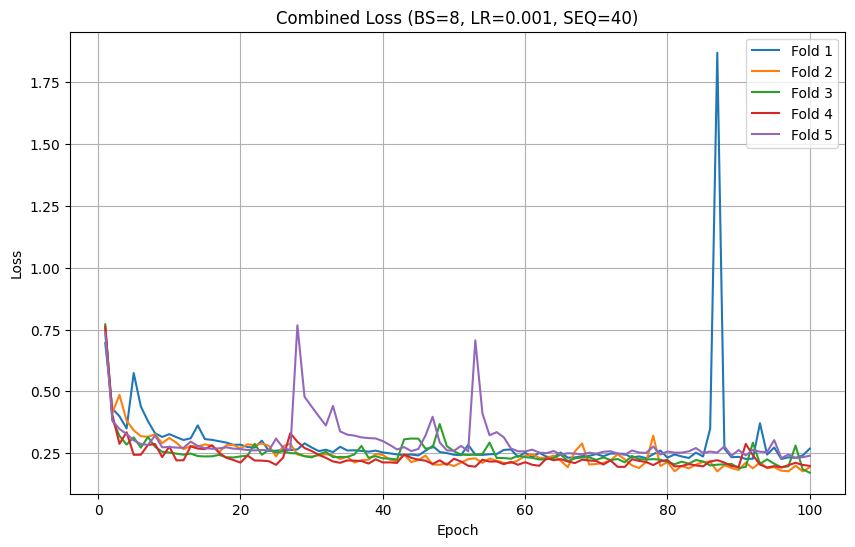 Combined Loss (BS=8, LR=0.001, SEQ=40)
Fold 1
Fold 2
Fold 3
Fold 4
Fold 5
1.75
1.50
1.25
1.00
0.75
0.50
0.25
Loss
0 20 40 60 80 100
Epoch